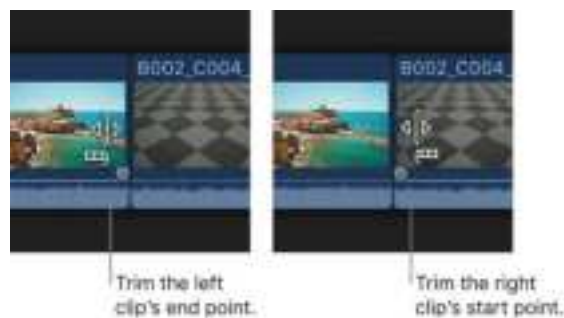 B002_C004_
B002_C004_
Trim the left
clip's end point.
Trim the right
clip's start point.